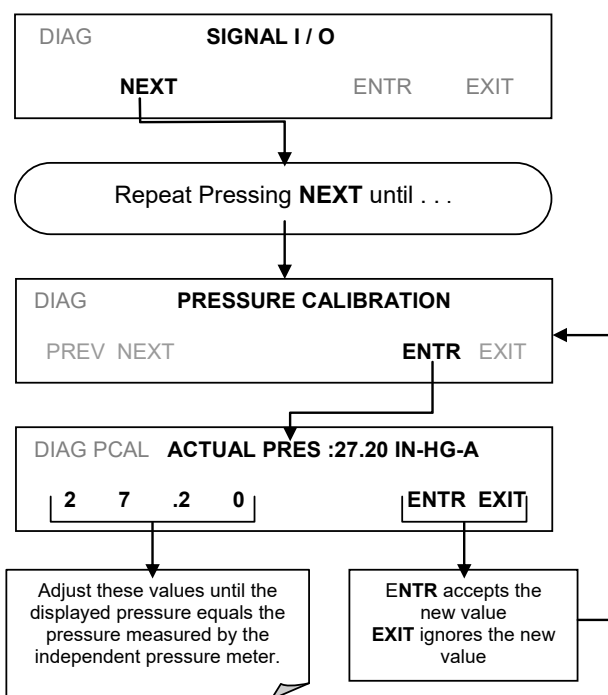 DIAG SIGNAL I / O
NEXT ENTR EXIT
Repeat Pressing NEXT until . . .
DIAG PRESSURE CALIBRATION
PREV NEXT ENTR EXIT
DIAG PCAL ACTUAL PRES :27.20 IN-HG-A
2 7 .2 0 ENTR EXIT
Adjust these values until the
displayed pressure equals the
pressure measured by the
independent pressure meter.
ENTR accepts the
new value
EXIT ignores the new
value